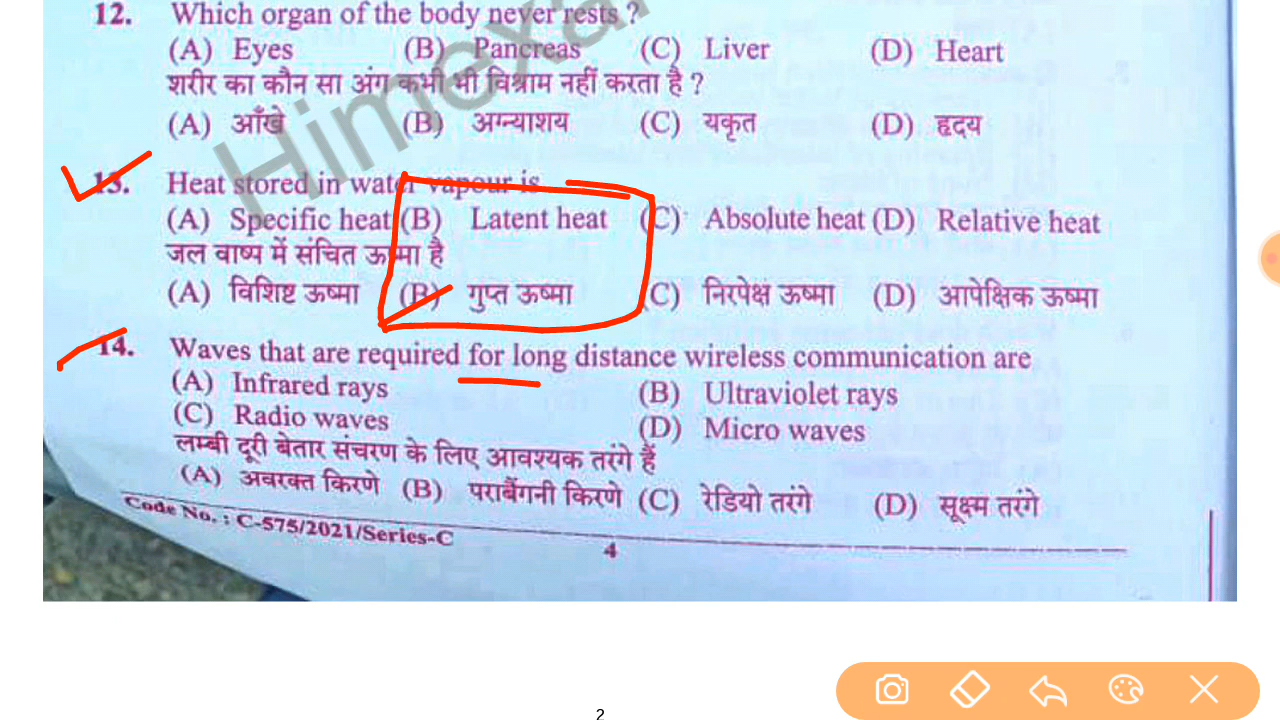 12. Which organ of the body never rests ?
(A) Eyes (B) Pancreas (C) Liver (D) Heart
शरीर का कौन सा अंग कभी भी विश्राम नहीं करता है ?
(A) आँखे (B) अग्न्याशय (C) यकृत (D) हृदय
13. Heat stored in water vapour is
(A) Specific heat (B) Latent heat (C) Absolute heat (D) Relative heat
जल वाष्प में संचित ऊष्मा है
(A) विशिष्ट ऊष्मा (B) गुप्त ऊष्मा (C) निरपेक्ष ऊष्मा (D) आपेक्षिक ऊष्मा
14. Waves that are required for long distance wireless communication are
(A) Infrared rays (B) Ultraviolet rays
(C) Radio waves (D) Micro waves
लम्बी दूरी बेतार संचरण के लिए आवश्यक तरंगे हैं
(A) अवरक्त किरणे (B) पराबैंगनी किरणे (C) रेडियो तरंगे (D) सूक्ष्म तरंगे
Code No. : C-575/2021/Series-C
4
2